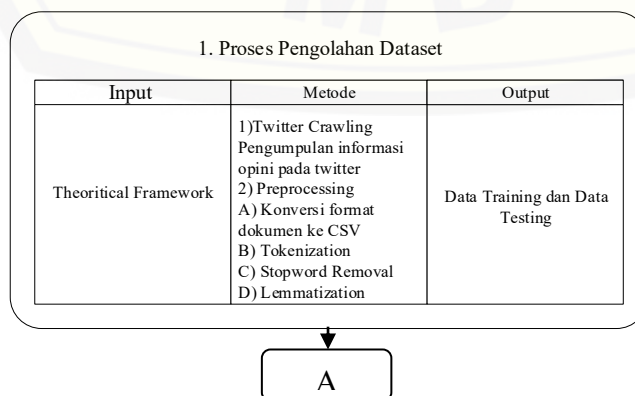 1. Proses Pengolahan Dataset
Input
Metode
Output
Theoritical Framework
1)Twitter Crawling
Pengumpulan informasi
opini pada twitter
2) Preprocessing
A) Konversi format
dokumen ke CSV
B) Tokenization
C) Stopword Removal
D) Lemmatization
Data Training dan Data
Testing
A